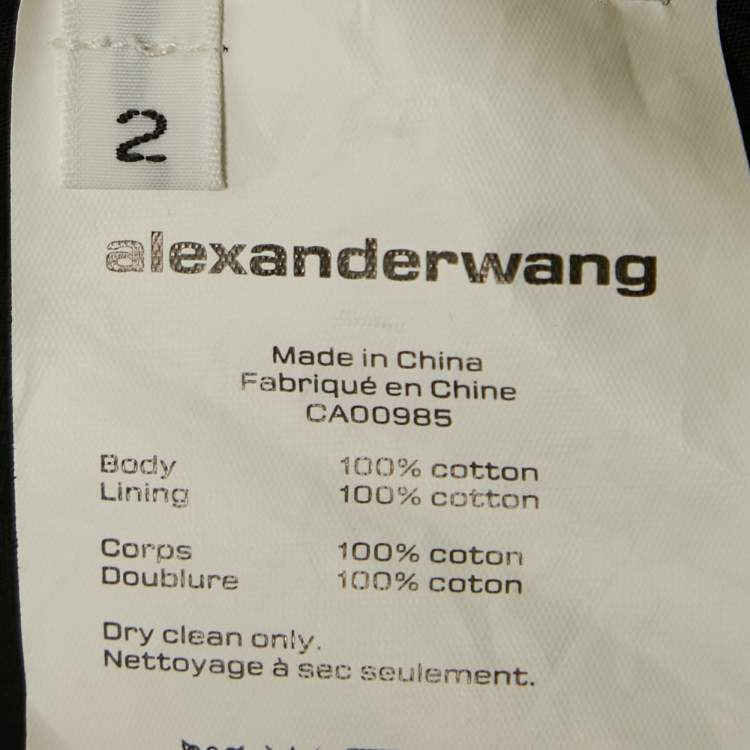 2
alexanderwang
Made in China
Fabriqué en Chine
CA00985
Body 100% cotton
Lining 100% cotton
Corps 100% coton
Doublure 100% coton
Dry clean only.
Nettoyage à sec seulement.